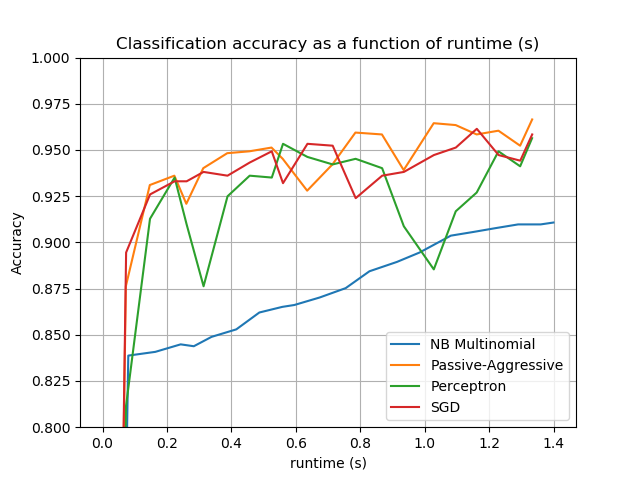 Classification accuracy as a function of runtime (s)
1.000
0.975
0.950
0.925
0.900
0.875
0.850
0.825
0.800
Accuracy
NB Multinomial
Passive-Aggressive
Perceptron
SGD
0.0 0.2 0.4 0.6 0.8 1.0 1.2 1.4
runtime (s)